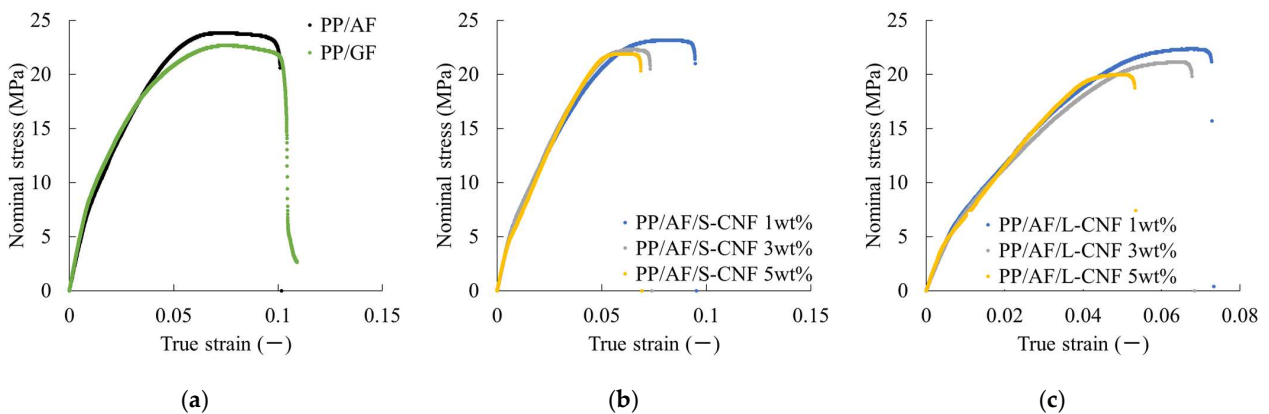 (a)
Nominal stress (MPa)
25
20
15
10
5
0
0 0.05 0.1 0.15
True strain (－)
PP/AF
PP/GF
(b)
Nominal stress (MPa)
25
20
15
10
5
0
0 0.05 0.1 0.15
True strain (－)
PP/AF/S-CNF 1wt%
PP/AF/S-CNF 3wt%
PP/AF/S-CNF 5wt%
(c)
Nominal stress (MPa)
25
20
15
10
5
0
0 0.02 0.04 0.06 0.08
True strain (－)
PP/AF/L-CNF 1wt%
PP/AF/L-CNF 3wt%
PP/AF/L-CNF 5wt%